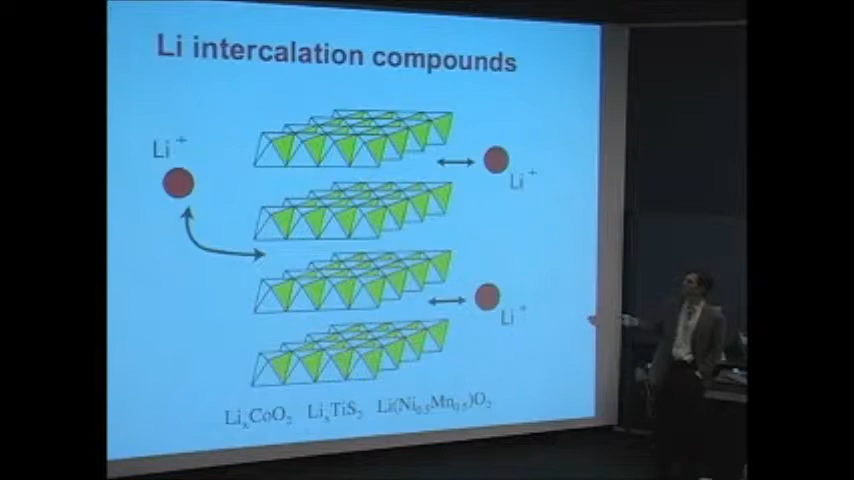 Li intercalation compounds
Li⁺
Li⁺
Li⁺
LiₓCoO₂ LiₓTiS₂ Li(Ni₀.₅Mn₀.₅)O₂